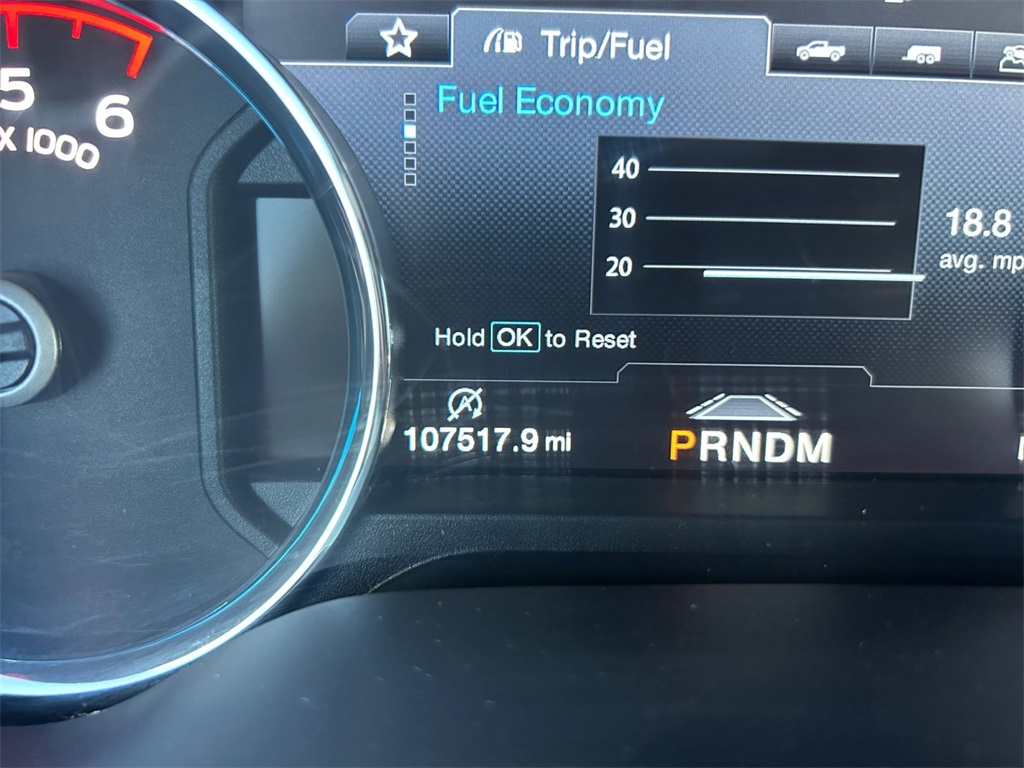 5
6
X 1000
Trip/Fuel
Fuel Economy
40
30
20
18.8
avg.
Hold OK to Reset
A
107517.9 mi
PRNDM